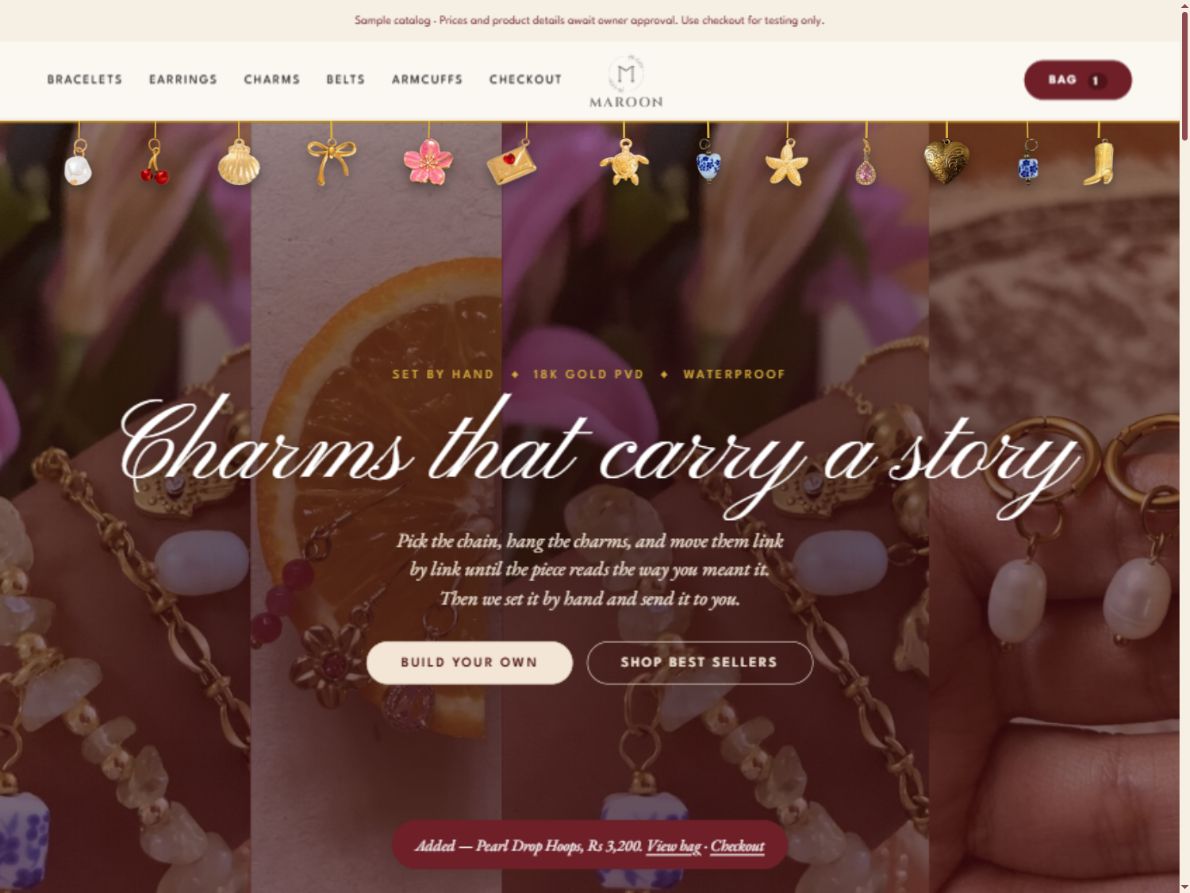 Sample catalog - Prices and product details await owner approval. Use checkout for testing only.
BRACELETS EARRINGS CHARMS BELTS ARMCUFFS CHECKOUT
M
MAROON
BAG 1
SET BY HAND ✦ 18K GOLD PVD ✦ WATERPROOF
Charms that carry a story
Pick the chain, hang the charms, and move them link
by link until the piece reads the way you meant it.
Then we set it by hand and send it to you.
BUILD YOUR OWN
SHOP BEST SELLERS
Added — Pearl Drop Hoops, Rs 3,200. View bag · Checkout